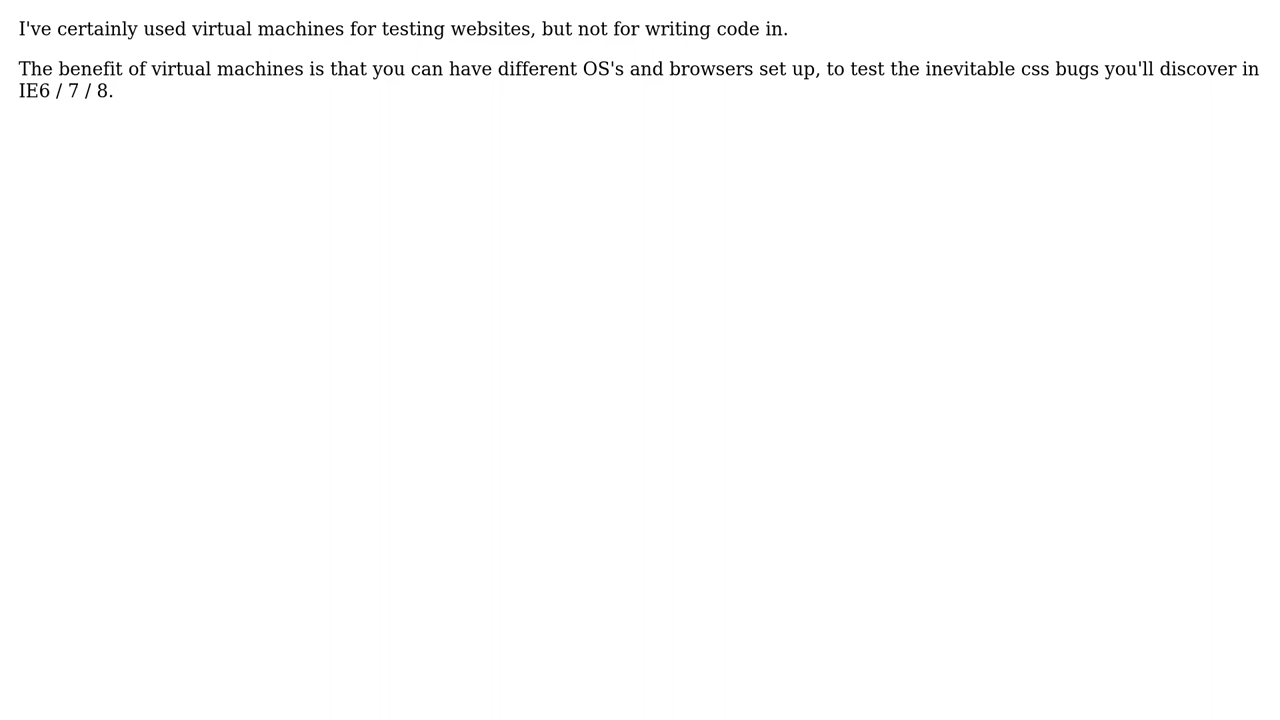 I've certainly used virtual machines for testing websites, but not for writing code in.
The benefit of virtual machines is that you can have different OS's and browsers set up, to test the inevitable css bugs you'll discover in
IE6 / 7 / 8.